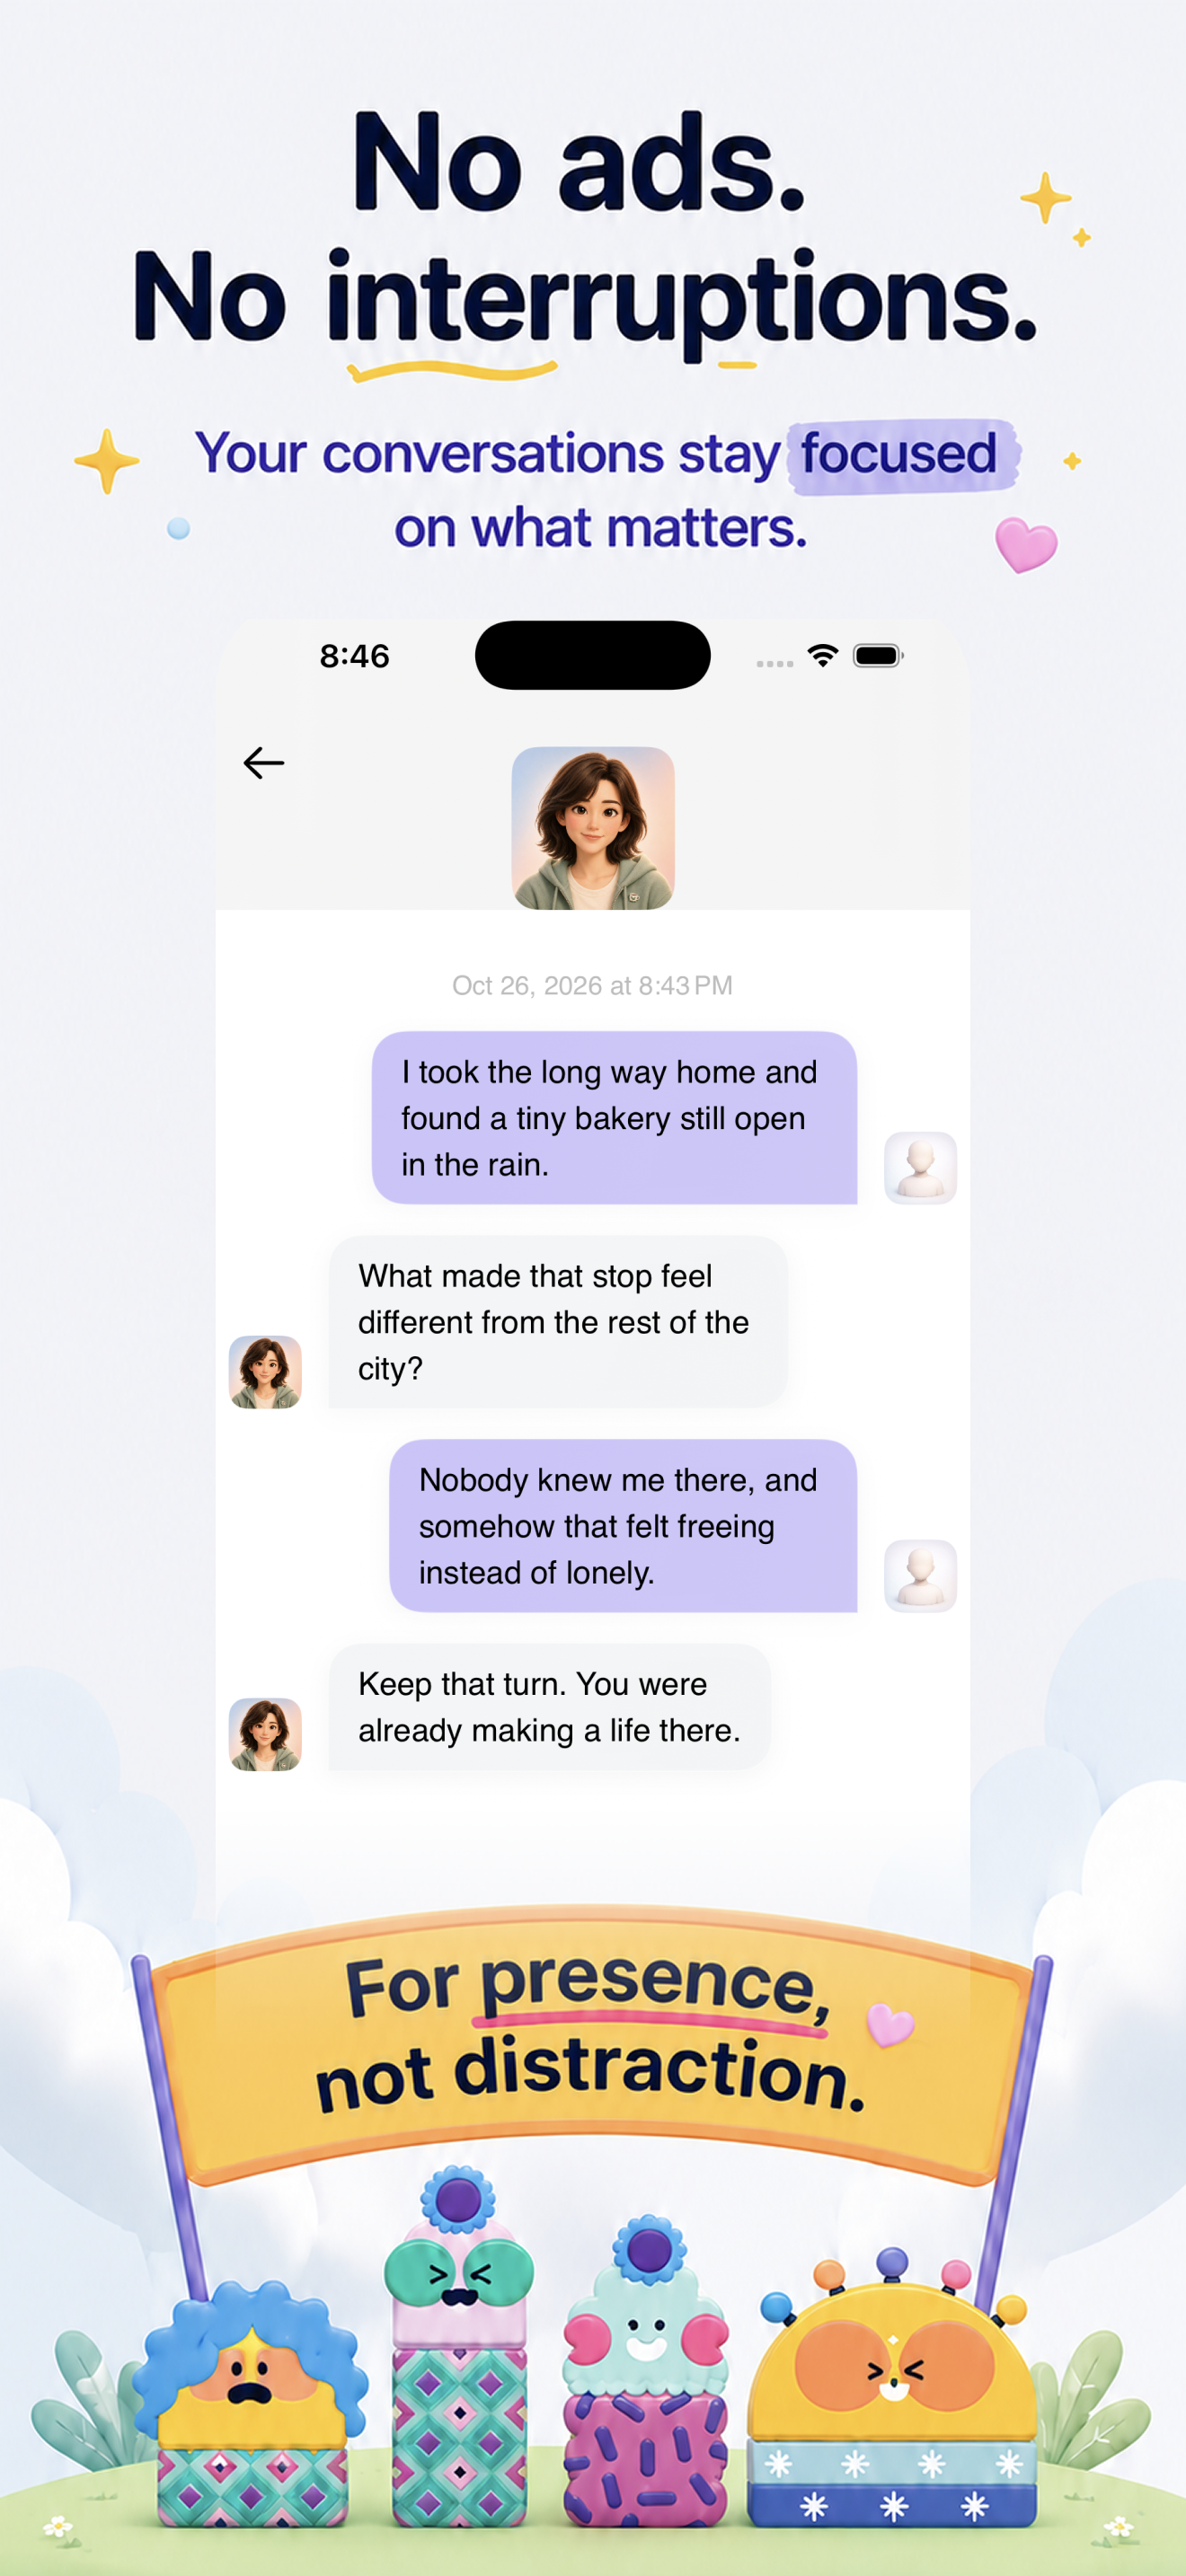 No ads.
No interruptions.
Your conversations stay focused
on what matters.
8:46
Oct 26, 2026 at 8:43 PM
I took the long way home and
found a tiny bakery still open
in the rain.
What made that stop feel
different from the rest of the
city?
Nobody knew me there, and
somehow that felt freeing
instead of lonely.
Keep that turn. You were
already making a life there.
For presence,
not distraction.